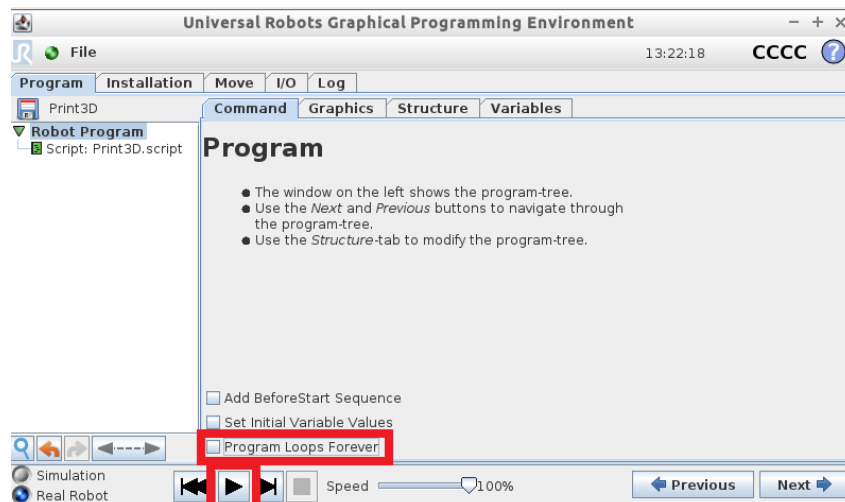 Universal Robots Graphical Programming Environment
File
13:22:18
CCCC
?
Program
Installation
Move
I/O
Log
Print3D
Command
Graphics
Structure
Variables
Robot Program
Script: Print3D.script
Program
The window on the left shows the program-tree.
Use the Next and Previous buttons to navigate through
the program-tree.
Use the Structure-tab to modify the program-tree.
Add BeforeStart Sequence
Set Initial Variable Values
Program Loops Forever
Simulation
Real Robot
Speed
100%
Previous
Next